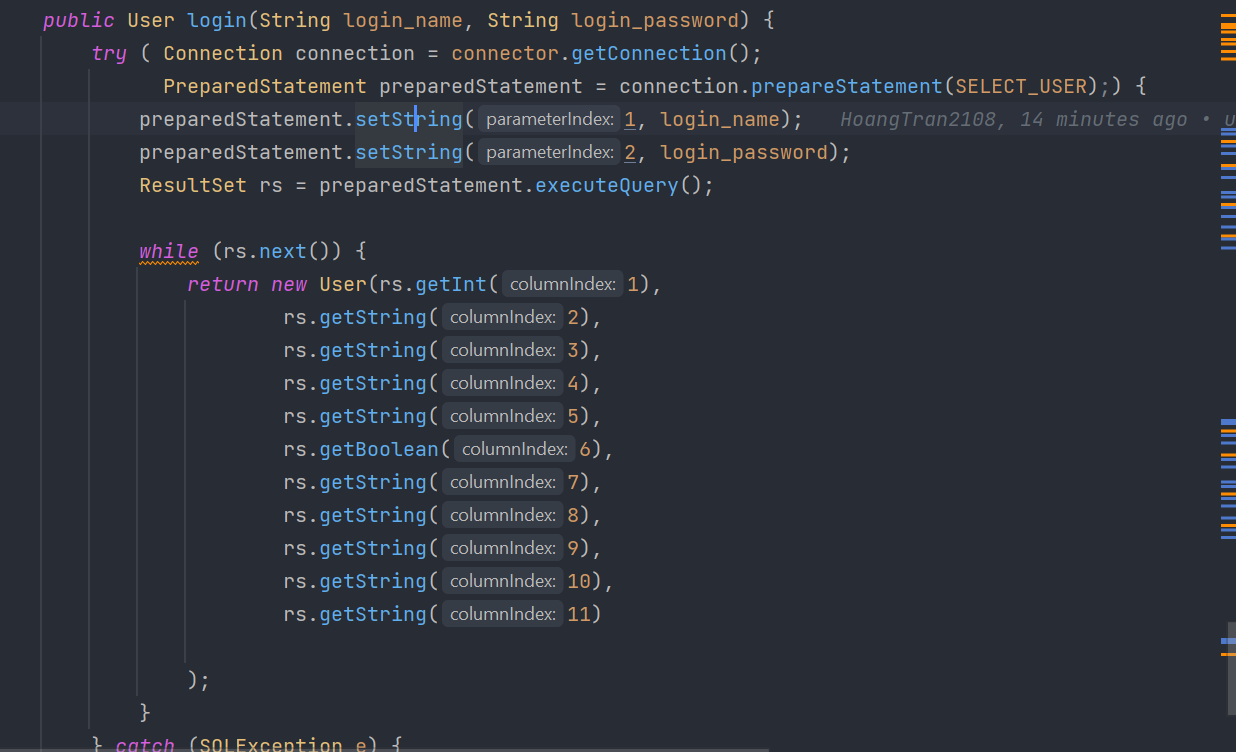 public User login(String login_name, String login_password) {
try ( Connection connection = connector.getConnection();
PreparedStatement preparedStatement = connection.prepareStatement(SELECT_USER);) {
preparedStatement.setString( parameterIndex: 1, login_name); HoangTran2108, 14 minutes ago • u
preparedStatement.setString( parameterIndex: 2, login_password);
ResultSet rs = preparedStatement.executeQuery();
while (rs.next()) {
return new User(rs.getInt( columnIndex: 1),
rs.getString( columnIndex: 2),
rs.getString( columnIndex: 3),
rs.getString( columnIndex: 4),
rs.getString( columnIndex: 5),
rs.getBoolean( columnIndex: 6),
rs.getString( columnIndex: 7),
rs.getString( columnIndex: 8),
rs.getString( columnIndex: 9),
rs.getString( columnIndex: 10),
rs.getString( columnIndex: 11)
);
}
} catch (SQLException e) {